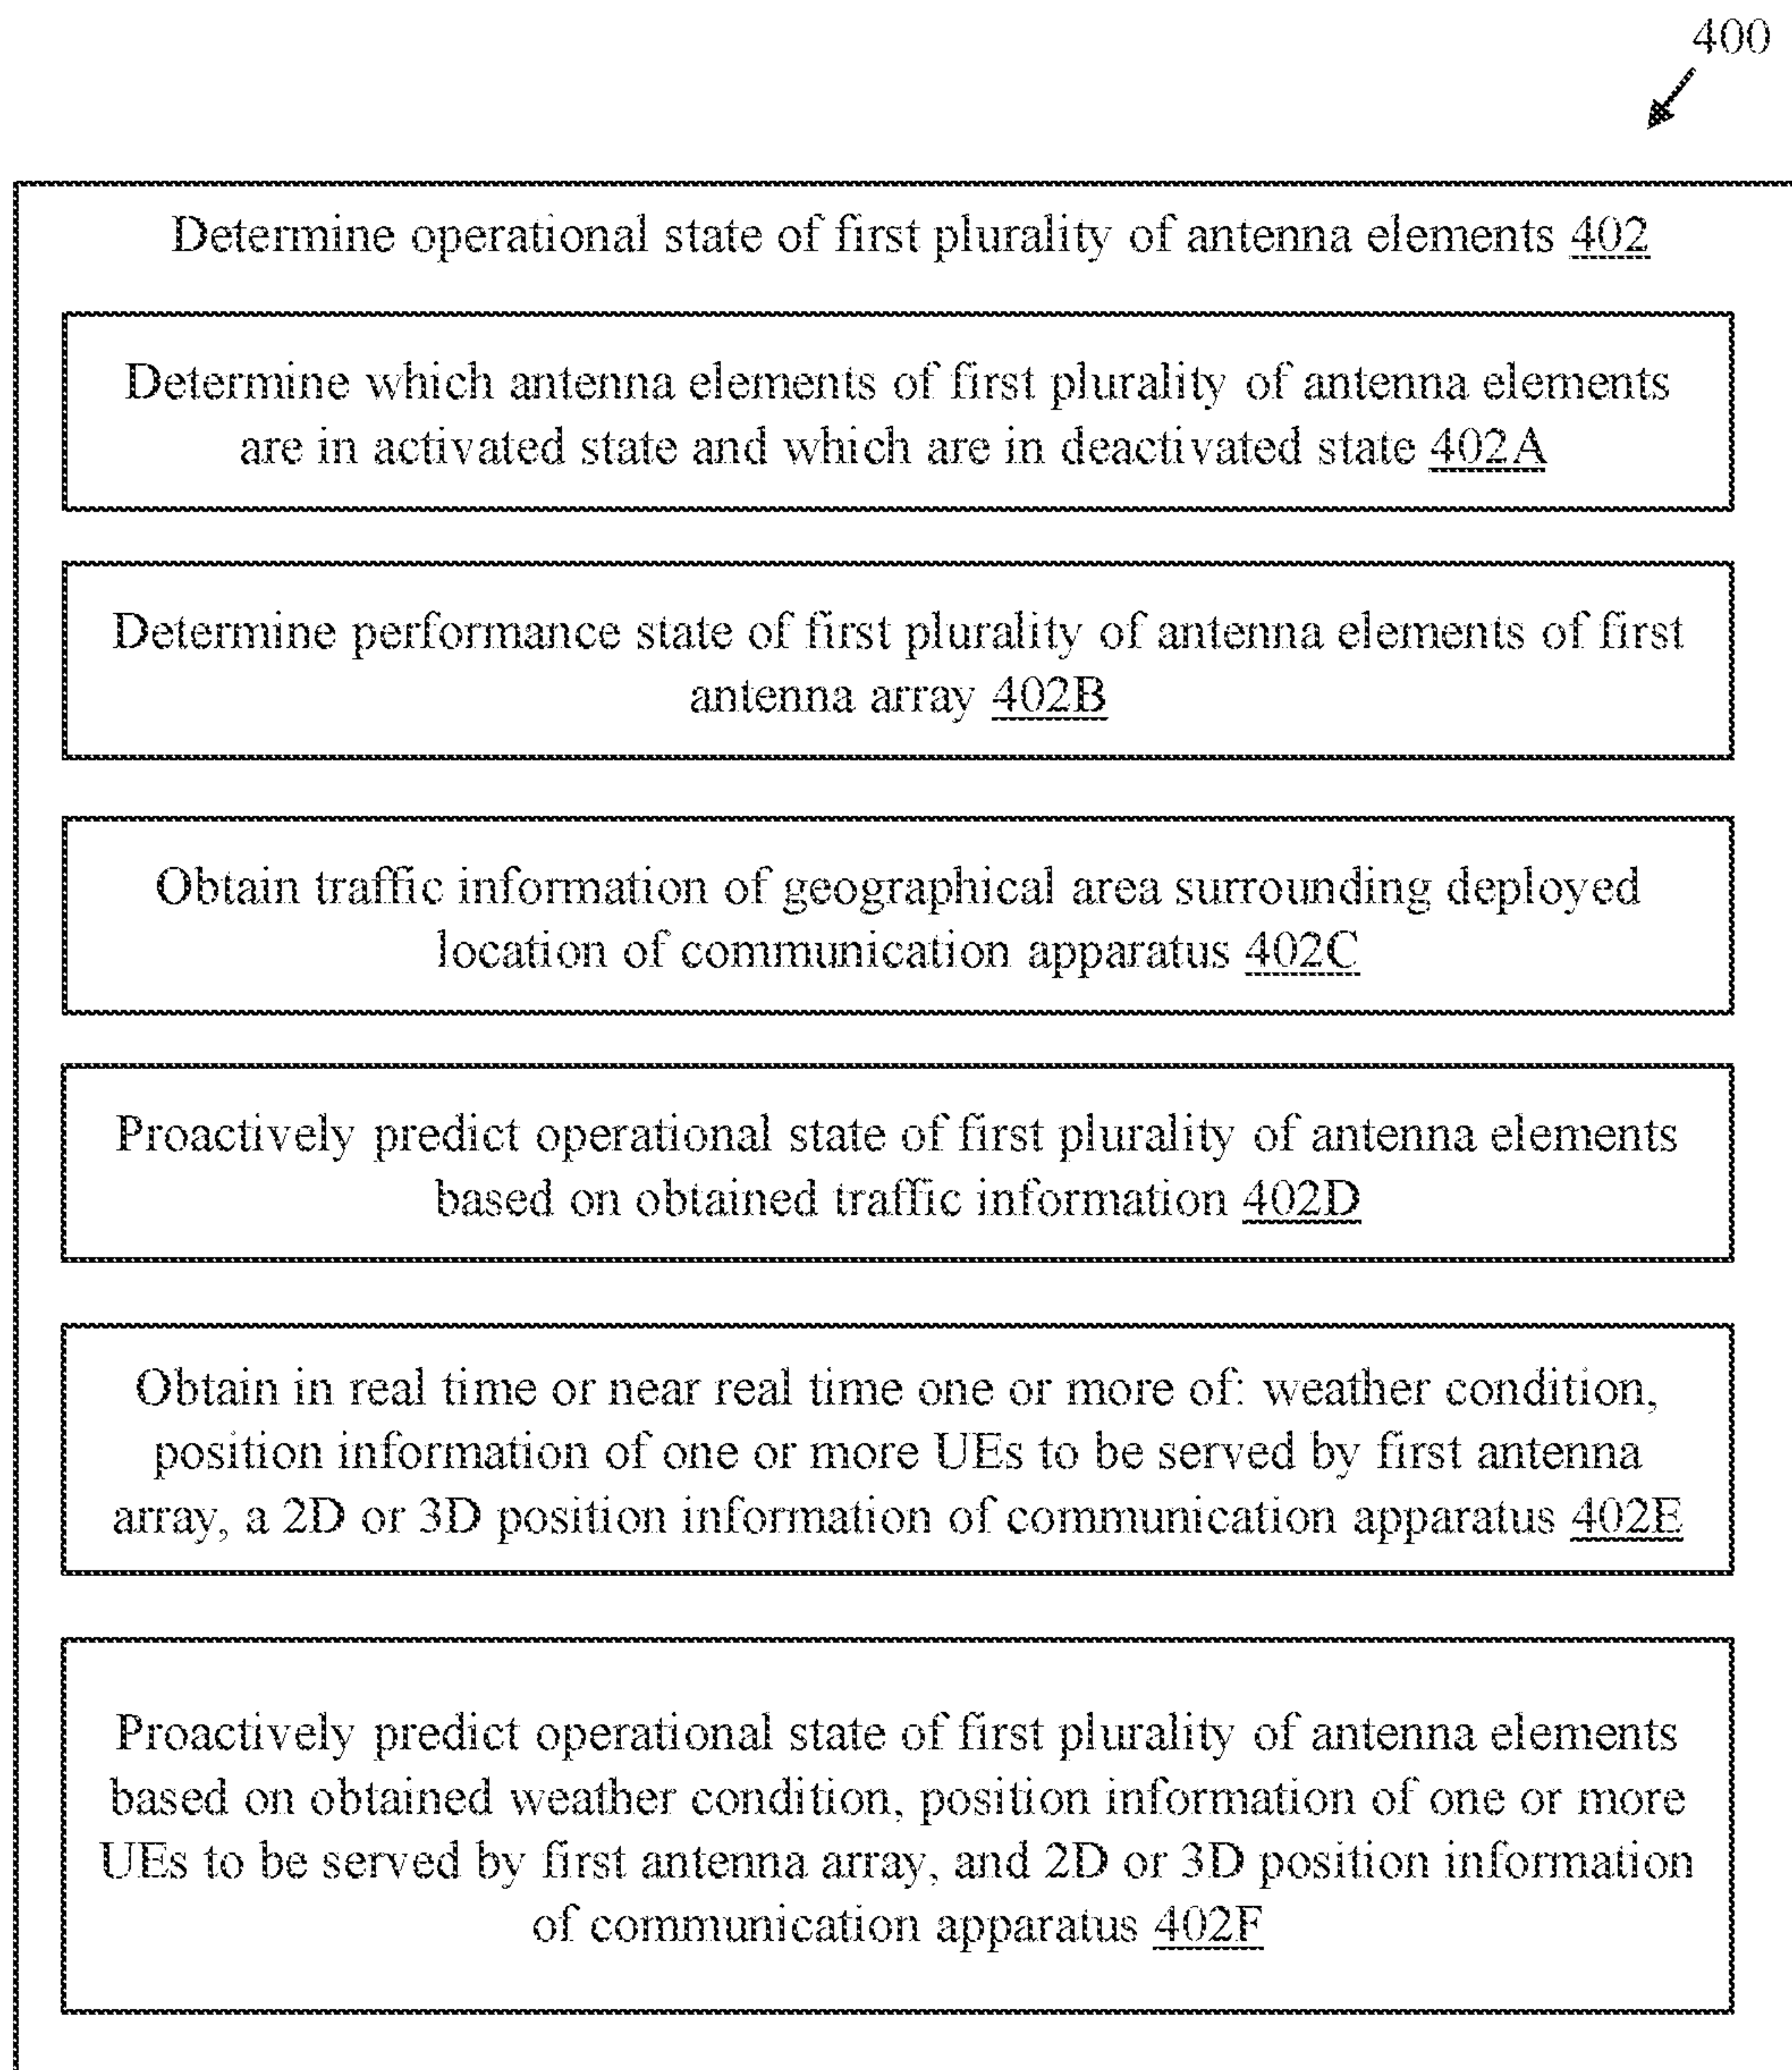 400
Determine operational state of first plurality of antenna elements 402
Determine which antenna elements of first plurality of antenna elements
are in activated state and which are in deactivated state 402A
Determine performance state of first plurality of antenna elements of first
antenna array 402B
Obtain traffic information of geographical area surrounding deployed
location of communication apparatus 402C
Proactively predict operational state of first plurality of antenna elements
based on obtained traffic information 402D
Obtain in real time or near real time one or more of: weather condition,
position information of one or more UEs to be served by first antenna
array, a 2D or 3D position information of communication apparatus 402E
Proactively predict operational state of first plurality of antenna elements
based on obtained weather condition, position information of one or more
UEs to be served by first antenna array, and 2D or 3D position information
of communication apparatus 402F